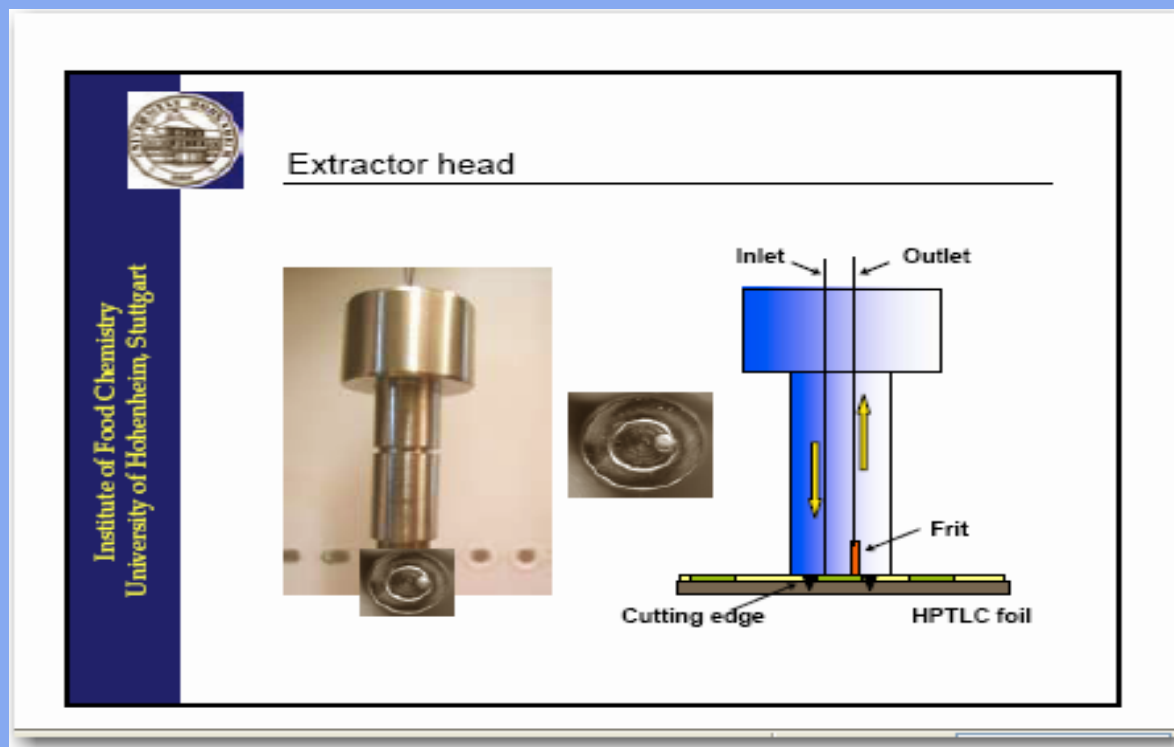 Extractor head
Institute of Food Chemistry
University of Hohenheim, Stuttgart
Inlet
Outlet
Frit
Cutting edge
HPTLC foil